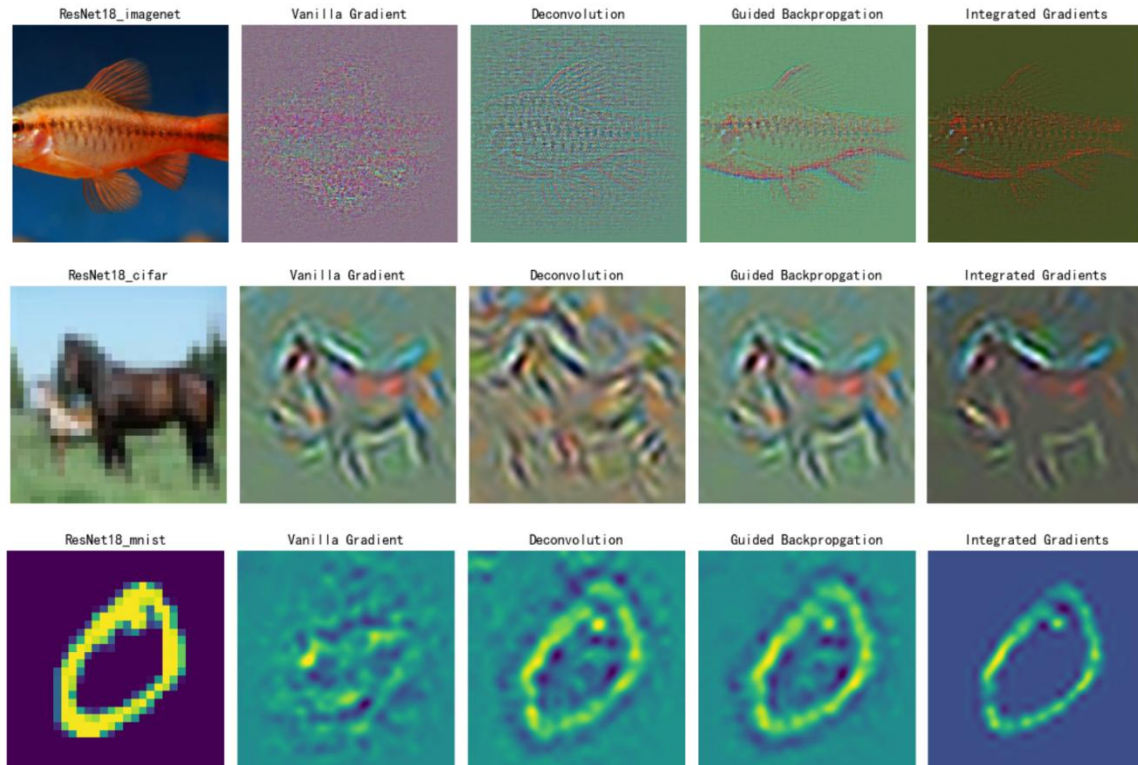 ResNet18_imagenet
Vanilla Gradient
Deconvolution
Guided Backpropgation
Integrated Gradients
ResNet18_cifar
Vanilla Gradient
Deconvolution
Guided Backpropgation
Integrated Gradients
ResNet18_mnist
Vanilla Gradient
Deconvolution
Guided Backpropgation
Integrated Gradients